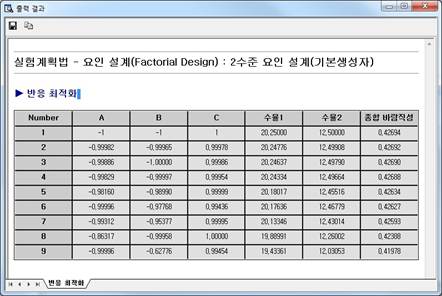 출력 결과
실험계획법 - 요인 설계(Factorial Design) : 2수준 요인 설계(기본생성자)
▶ 반응 최적화
Number A B C 수율1 수율2 종합 바람직성
1 -1 -1 1 20,25000 12,50000 0,42694
2 -0,99982 -0,99965 0,99978 20,24776 12,49908 0,42692
3 -0,99886 -1,00000 0,99986 20,24637 12,49790 0,42690
4 -0,99829 -0,99997 0,99954 20,24334 12,49664 0,42688
5 -0,98160 -0,98990 0,99999 20,18017 12,45516 0,42634
6 -0,99996 -0,97768 0,99436 20,17636 12,46779 0,42627
7 -0,99312 -0,95377 0,99995 20,13346 12,43014 0,42593
8 -0,86317 -0,99958 1,00000 19,88991 12,26002 0,42388
9 -0,99996 -0,62776 0,99454 19,43361 12,03053 0,41978
반응 최적화